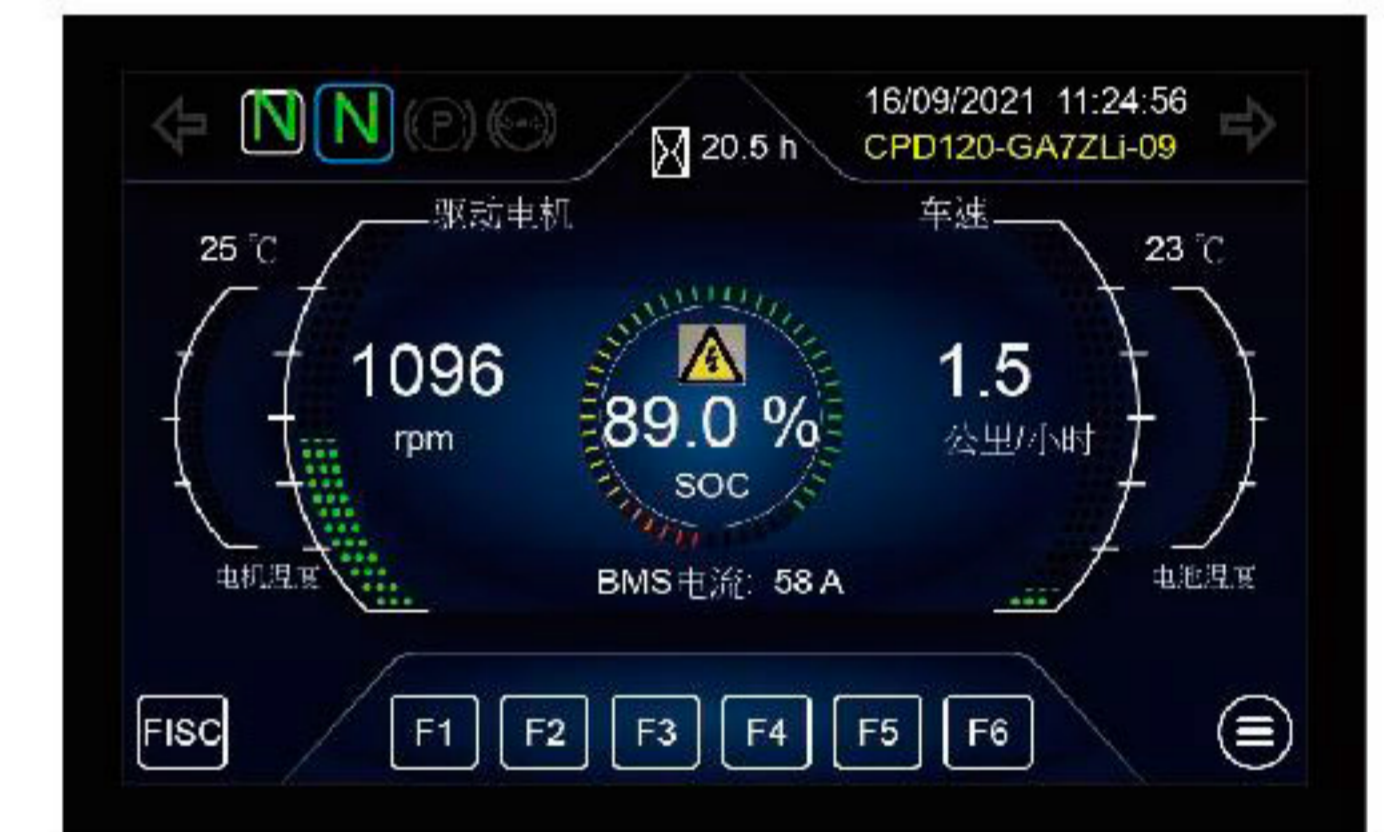 N N (P)
16/09/2021 11:24:56
20.5 h
CPD120-GA7ZLi-09
驱动电机
车速
25 ℃
23 ℃
1096
1.5
rpm
89.0 %
公里/小时
SOC
电机温度
BMS电流: 58 A
电池温度
FISC F1 F2 F3 F4 F5 F6